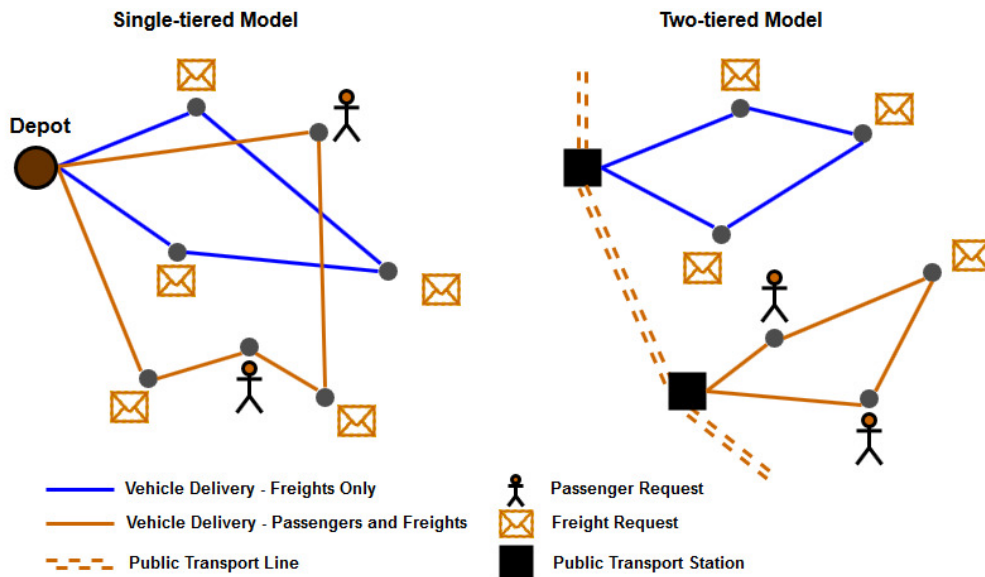 Single-tiered Model
Two-tiered Model
Depot
Vehicle Delivery - Freights Only
Passenger Request
Vehicle Delivery - Passengers and Freights
Freight Request
Public Transport Line
Public Transport Station